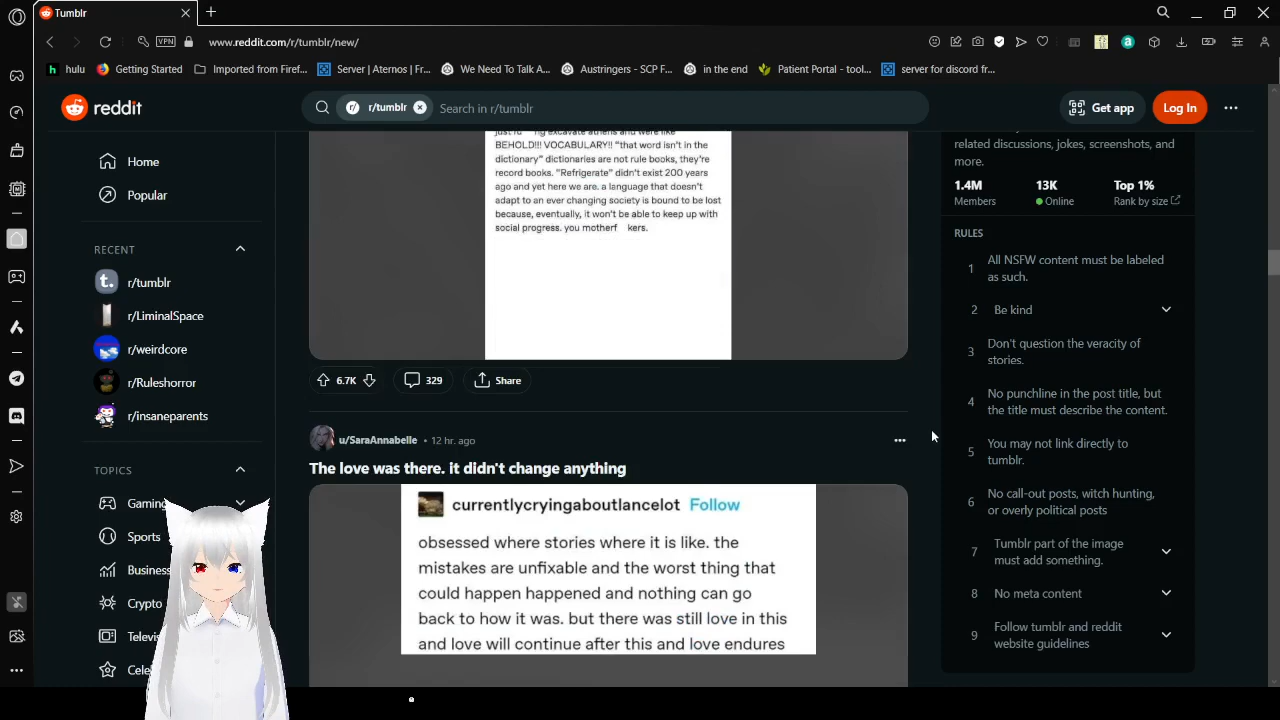 Tumblr
VPN
www.reddit.com/r/tumblr/new/
hulu
Getting Started
Imported from Firef...
Server | Aternos | Fr...
We Need To Talk A...
Austringers - SCP F...
in the end
Patient Portal - tool...
server for discord fr...
reddit
r/ r/tumblr
Search in r/tumblr
Get app
Log In
Home
Popular
RECENT
r/tumblr
r/LiminalSpace
r/weirdcore
r/Ruleshorror
r/insaneparents
TOPICS
Gaming
Sports
Business
Crypto
Televi
Cele
BEHOLD!!! VOCABULARY!! “that word isn’t in the
dictionary” dictionaries are not rule books, they’re
record books. “Refrigerate” didn’t exist 200 years
ago and yet here we are. a language that doesn’t
adapt to an ever changing society is bound to be lost
because, eventually, it won’t be able to keep up with
social progress. you motherf kers.
6.7K
329
Share
u/SaraAnnabelle • 12 hr. ago
The love was there. it didn't change anything
currentlycryingaboutlancelot Follow
obsessed where stories where it is like. the
mistakes are unfixable and the worst thing that
could happen happened and nothing can go
back to how it was. but there was still love in this
and love will continue after this and love endures
related discussions, jokes, screenshots, and
more.
1.4M
Members
13K
Online
Top 1%
Rank by size
RULES
1 All NSFW content must be labeled
as such.
2 Be kind
3 Don't question the veracity of
stories.
4 No punchline in the post title, but
the title must describe the content.
5 You may not link directly to
tumblr.
6 No call-out posts, witch hunting,
or overly political posts
7 Tumblr part of the image
must add something.
8 No meta content
9 Follow tumblr and reddit
website guidelines